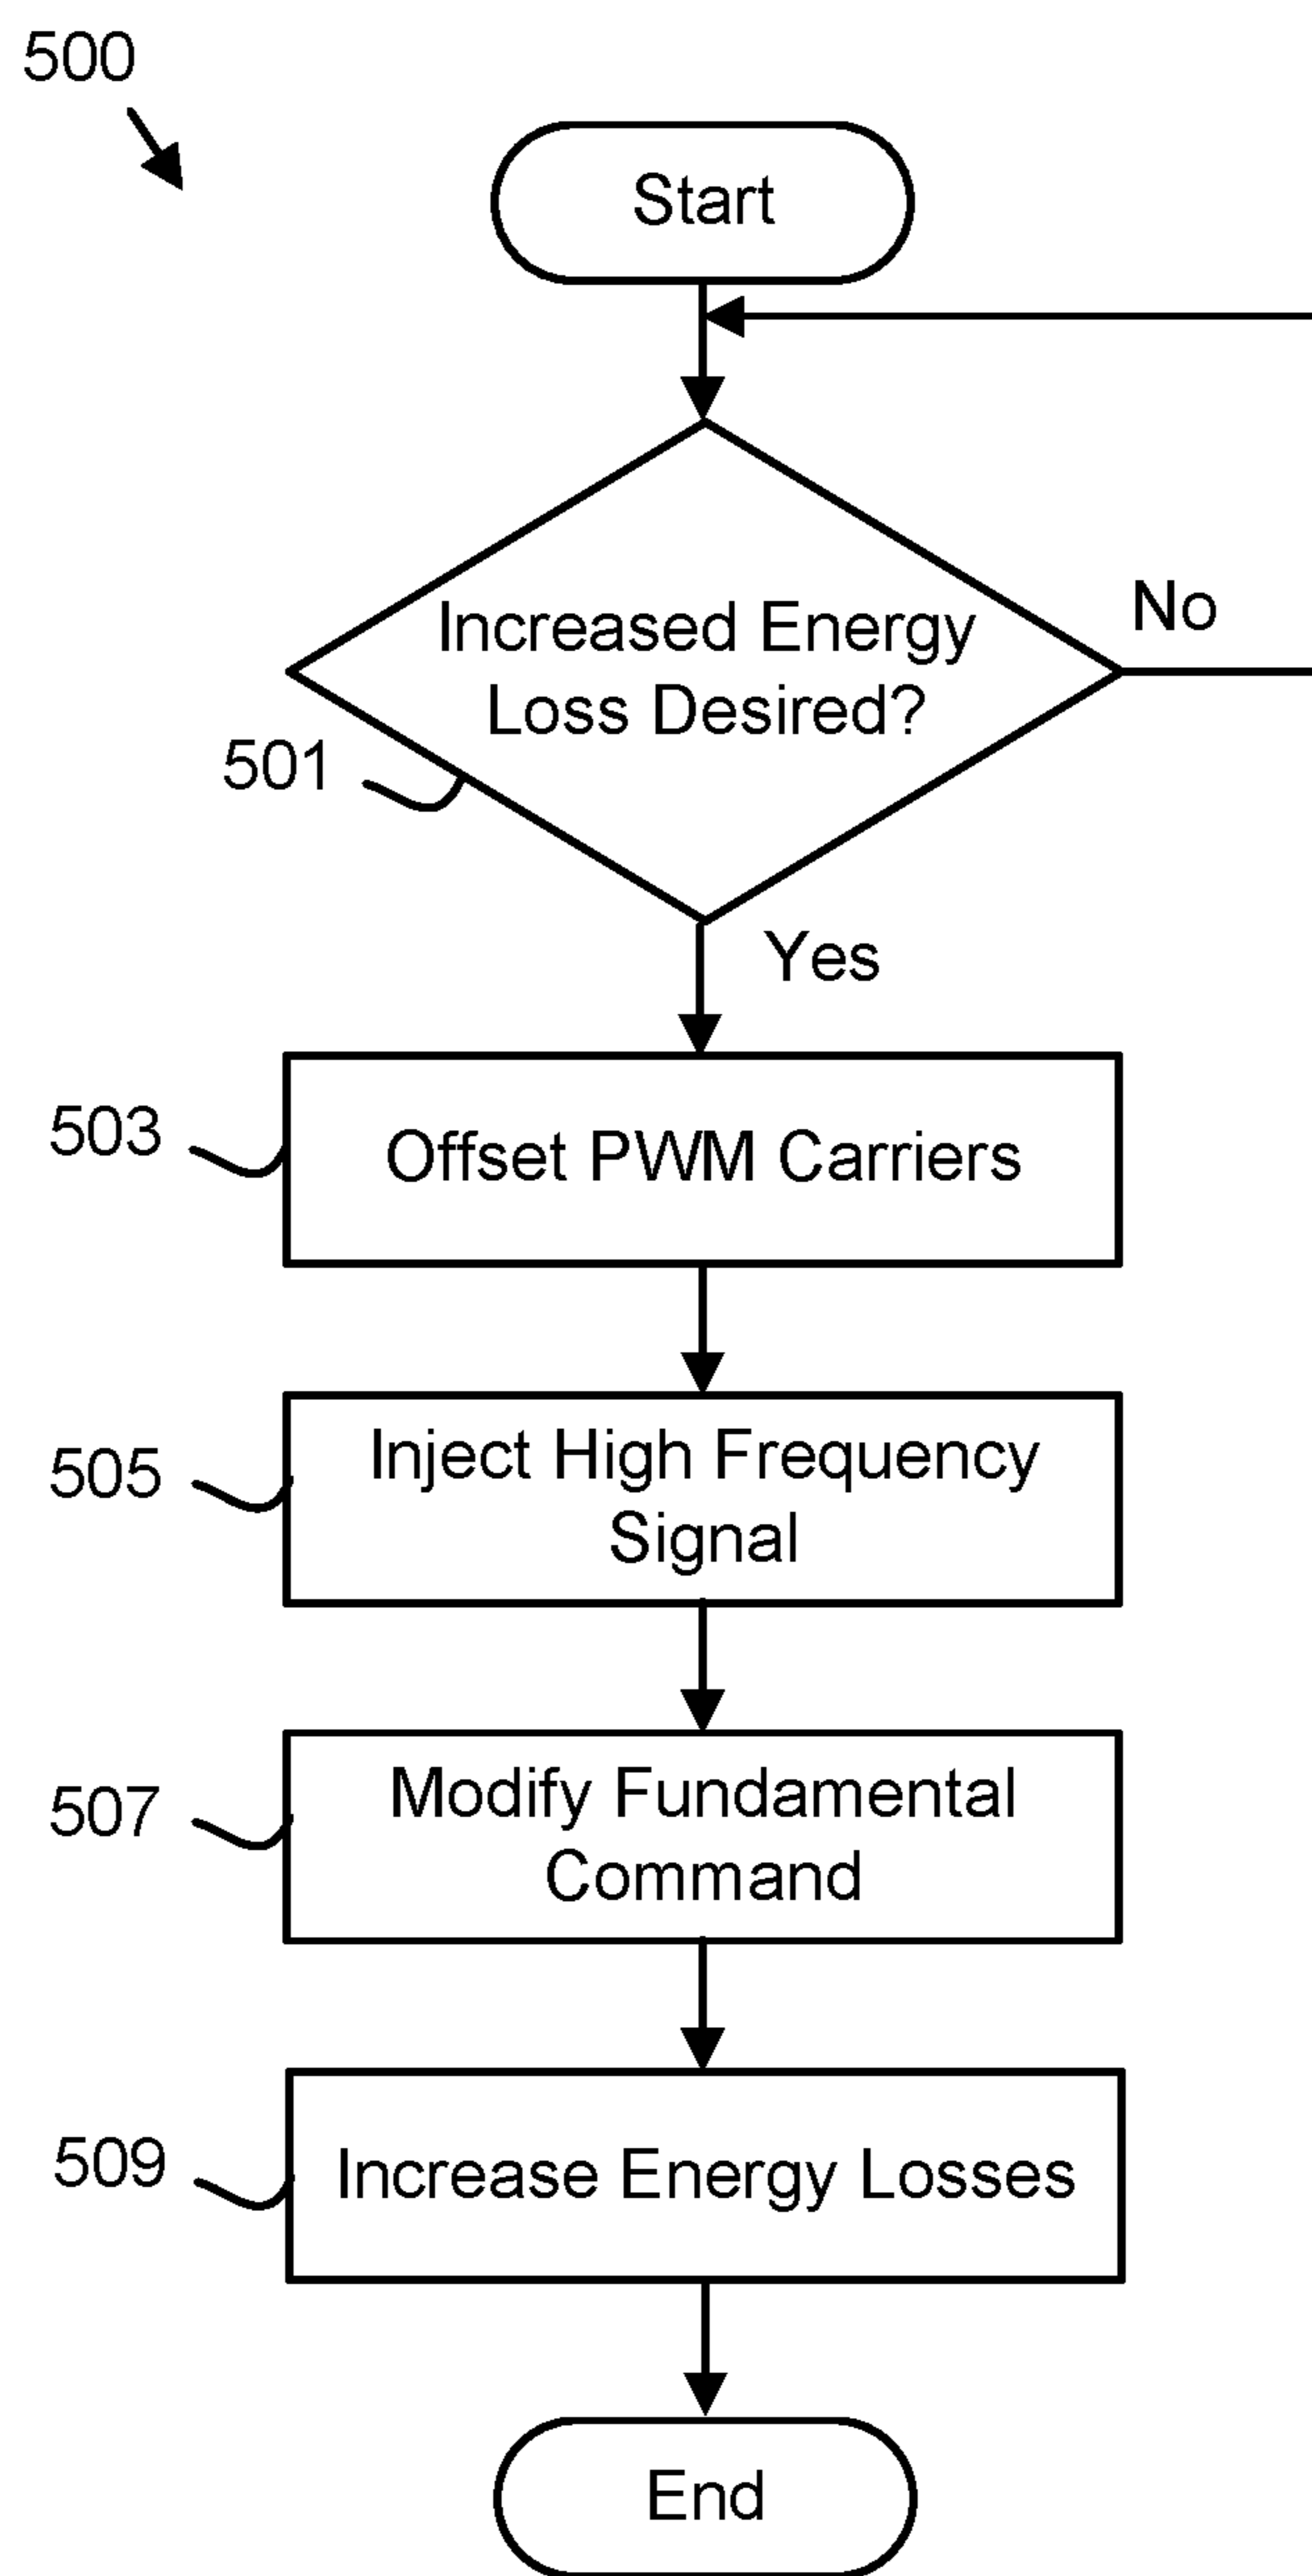 500
Start
Increased Energy
Loss Desired?
No
501
Yes
503
Offset PWM Carriers
505
Inject High Frequency
Signal
507
Modify Fundamental
Command
509
Increase Energy Losses
End